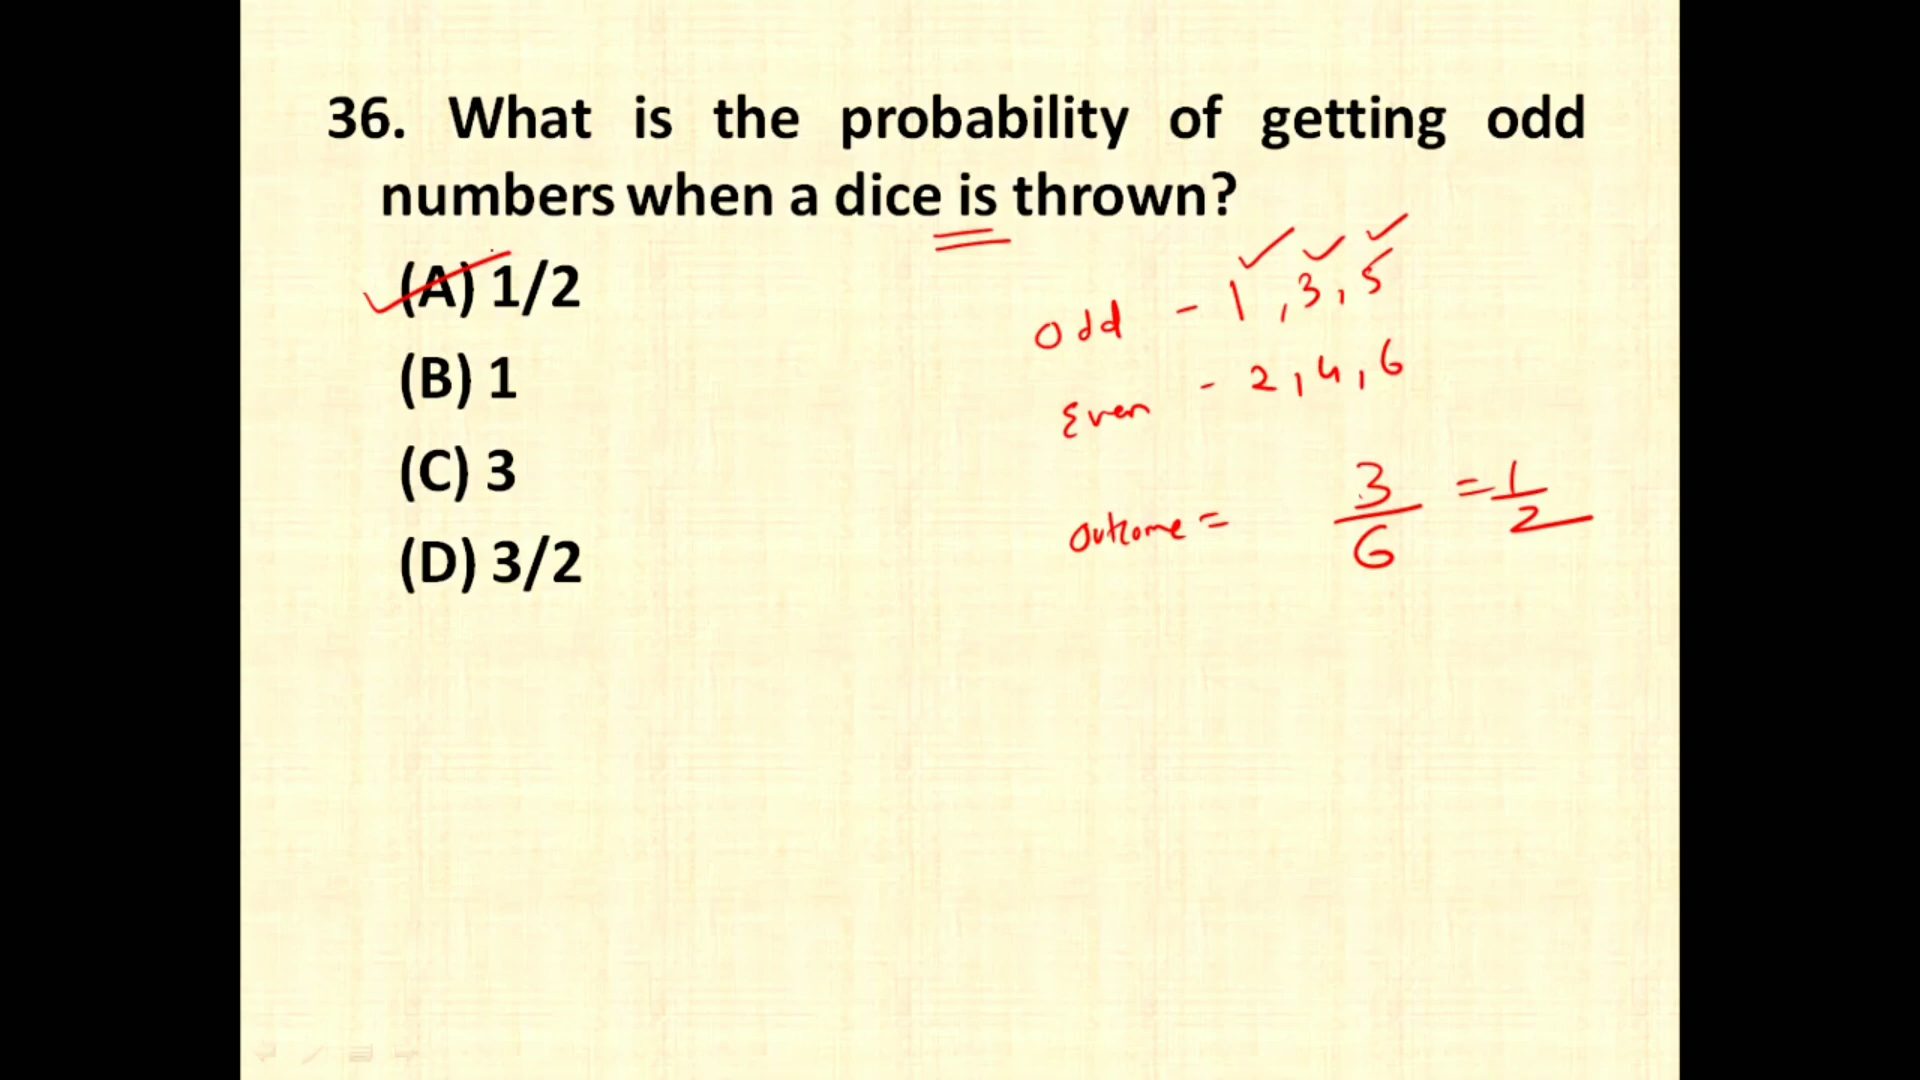 36. What is the probability of getting odd
numbers when a dice is thrown?
(A) 1/2
(B) 1
(C) 3
(D) 3/2
Odd - 1, 3, 5
Even - 2, 4, 6
Outcome = 3/6 = 1/2